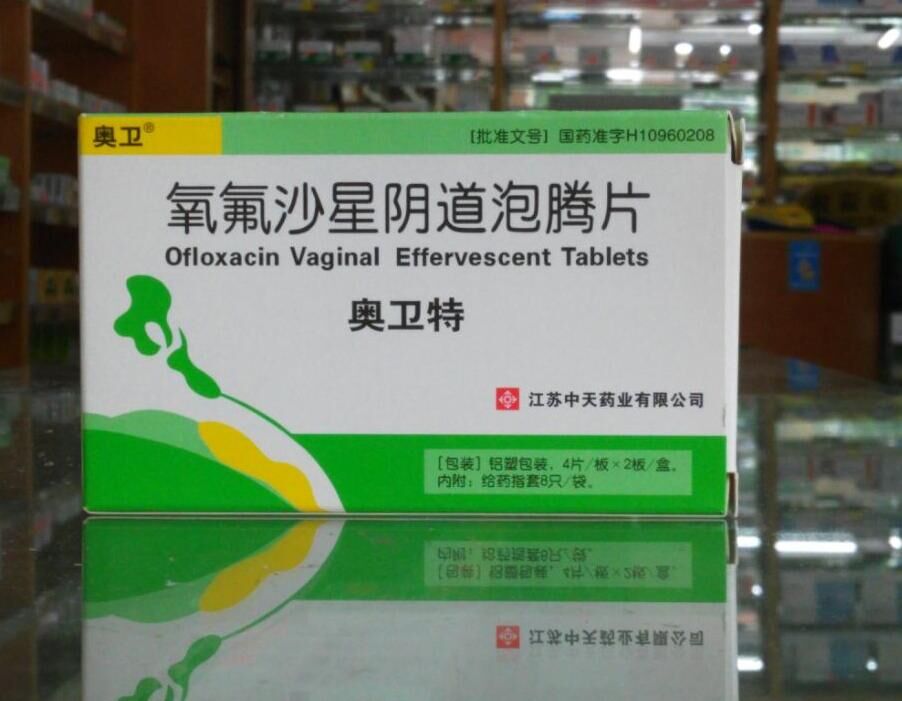 奥卫®
[批准文号] 国药准字H10960208
氧氟沙星阴道泡腾片
Ofloxacin Vaginal Effervescent Tablets
奥卫特
江苏中天药业有限公司
[包装] 铝塑包装,4片/板×2板/盒。
内附:给药指套8只/袋。